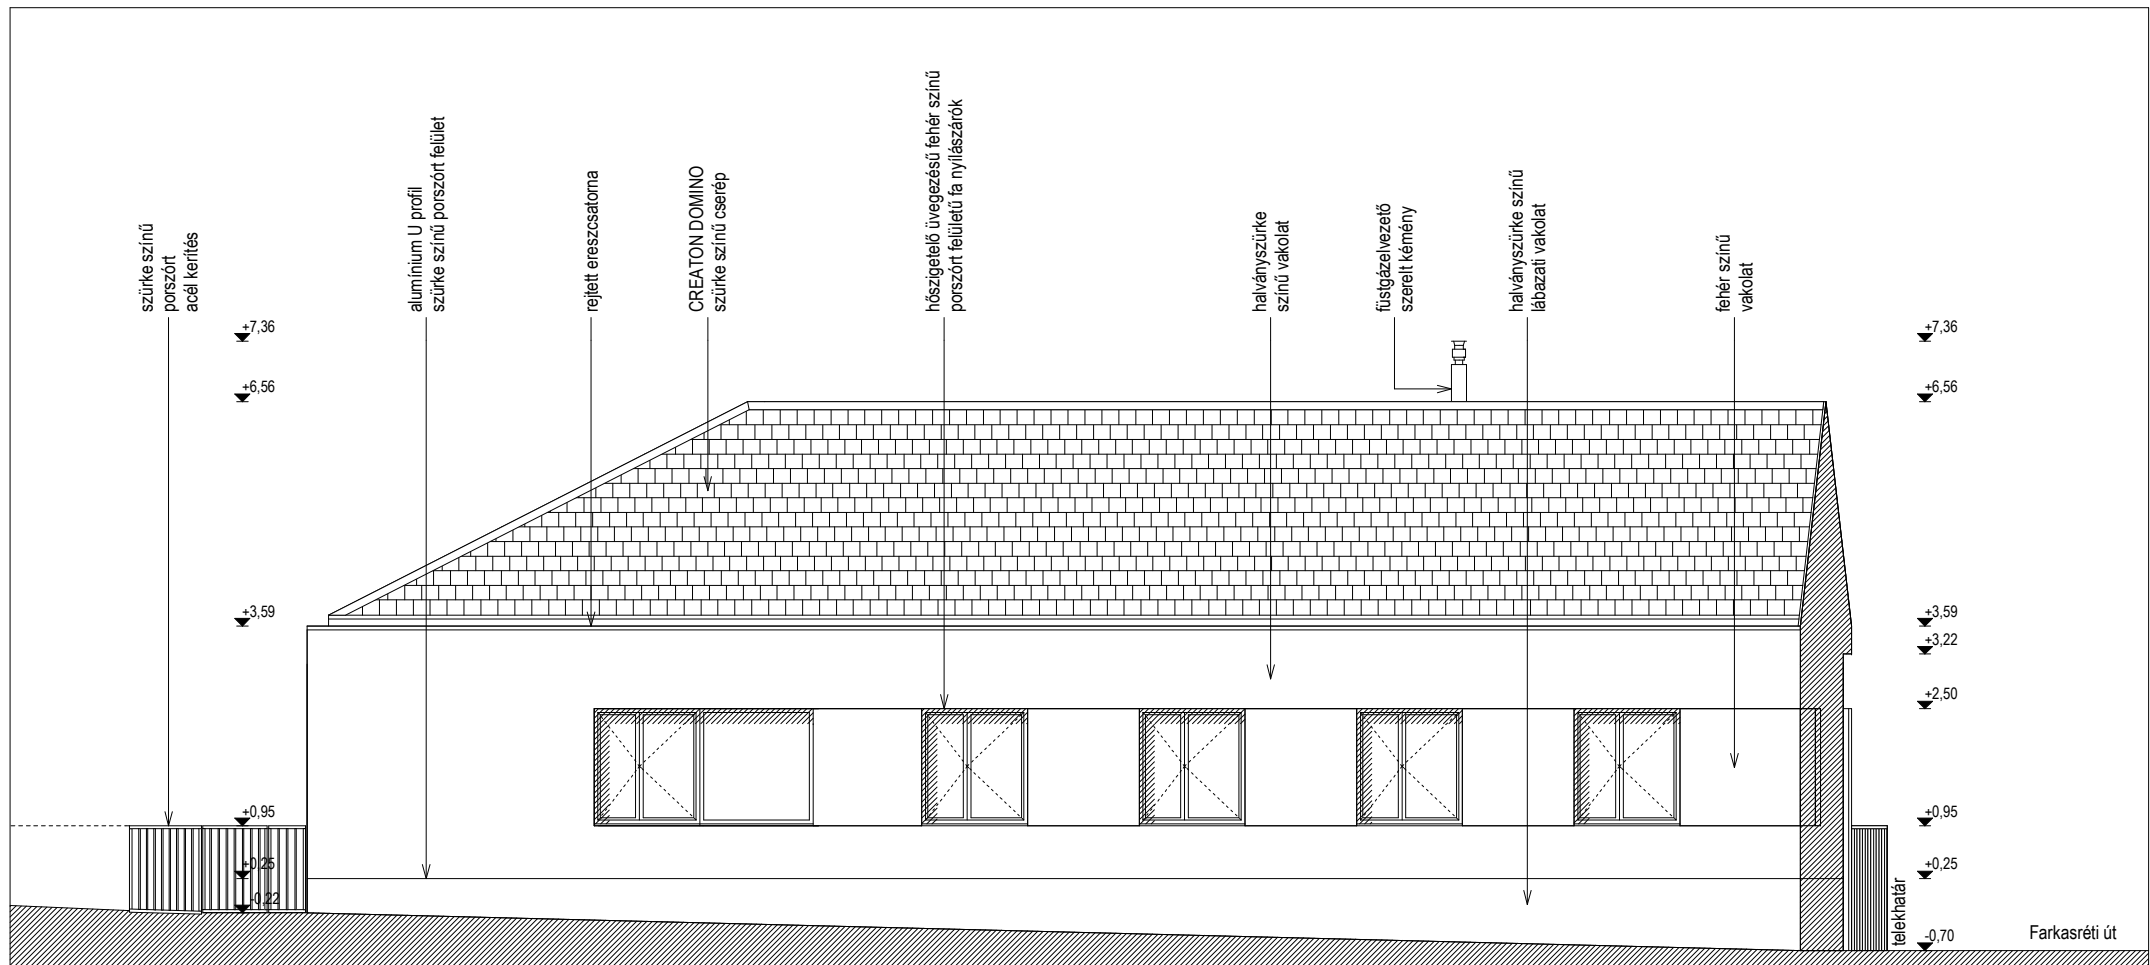 szürke színű
porszórt
acél kerítés
alumínium U profil
szürke színű porszórt felület
rejtett ereszcsatorna
CREATON DOMINO
szürke színű cserép
hőszigetelő üvegezésű fehér színű
porszórt felületű fa nyílászárók
halványszürke
színű vakolat
füstgázelvezető
szerelt kémény
halványszürke színű
lábazati vakolat
fehér színű
vakolat
+7,36
+6,56
+3,59
+0,95
+0,25
-0,22
+7,36
+6,56
+3,59
+3,22
+2,50
+0,95
+0,25
-0,70
telekhatár
Farkasréti út